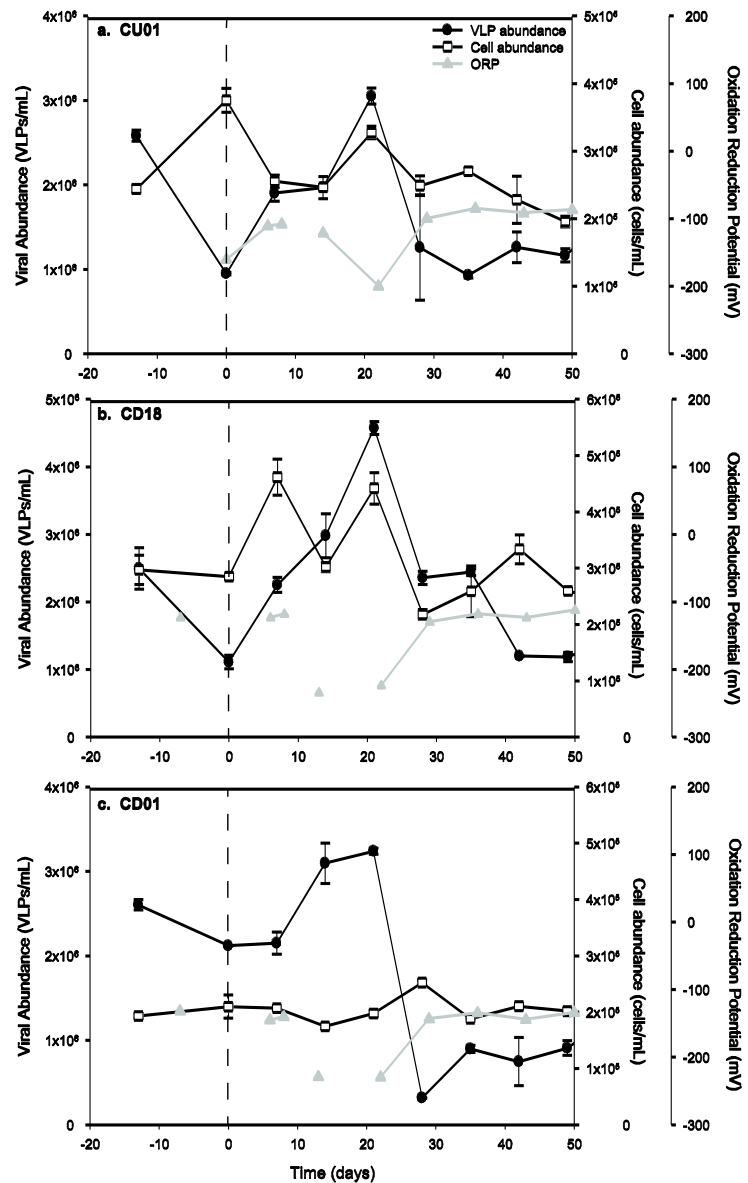 a. CU01
VLP abundance
Cell abundance
ORP
Viral Abundance (VLPs/mL)
4x10⁶
3x10⁶
2x10⁶
1x10⁶
0
-20 -10 0 10 20 30 40 50
5x10⁵
4x10⁵
3x10⁵
2x10⁵
1x10⁵
0
Cell abundance (cells/mL)
200
100
0
-100
-200
-300
Oxidation Reduction Potential (mV)
b. CD18
Viral Abundance (VLPs/mL)
5x10⁶
4x10⁶
3x10⁶
2x10⁶
1x10⁶
0
-20 -10 0 10 20 30 40 50
6x10⁵
5x10⁵
4x10⁵
3x10⁵
2x10⁵
1x10⁵
0
Cell abundance (cells/mL)
200
100
0
-100
-200
-300
Oxidation Reduction Potential (mV)
c. CD01
Viral Abundance (VLPs/mL)
4x10⁶
3x10⁶
2x10⁶
1x10⁶
0
-20 -10 0 10 20 30 40 50
6x10⁵
5x10⁵
4x10⁵
3x10⁵
2x10⁵
1x10⁵
0
Cell abundance (cells/mL)
200
100
0
-100
-200
-300
Oxidation Reduction Potential (mV)
Time (days)